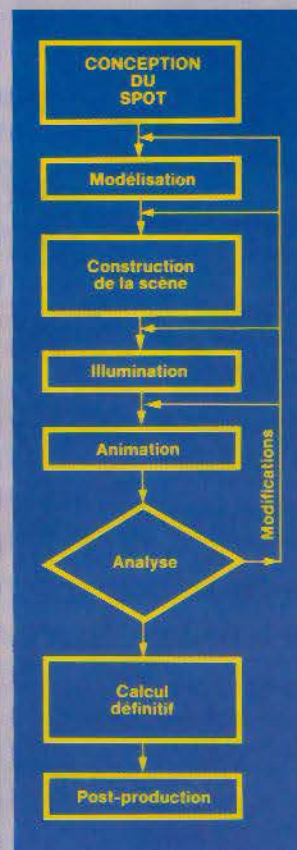 CONCEPTION
DU
SPOT
Modélisation
Construction
de la scène
Illumination
Animation
Modifications
Analyse
Calcul
définitif
Post-production